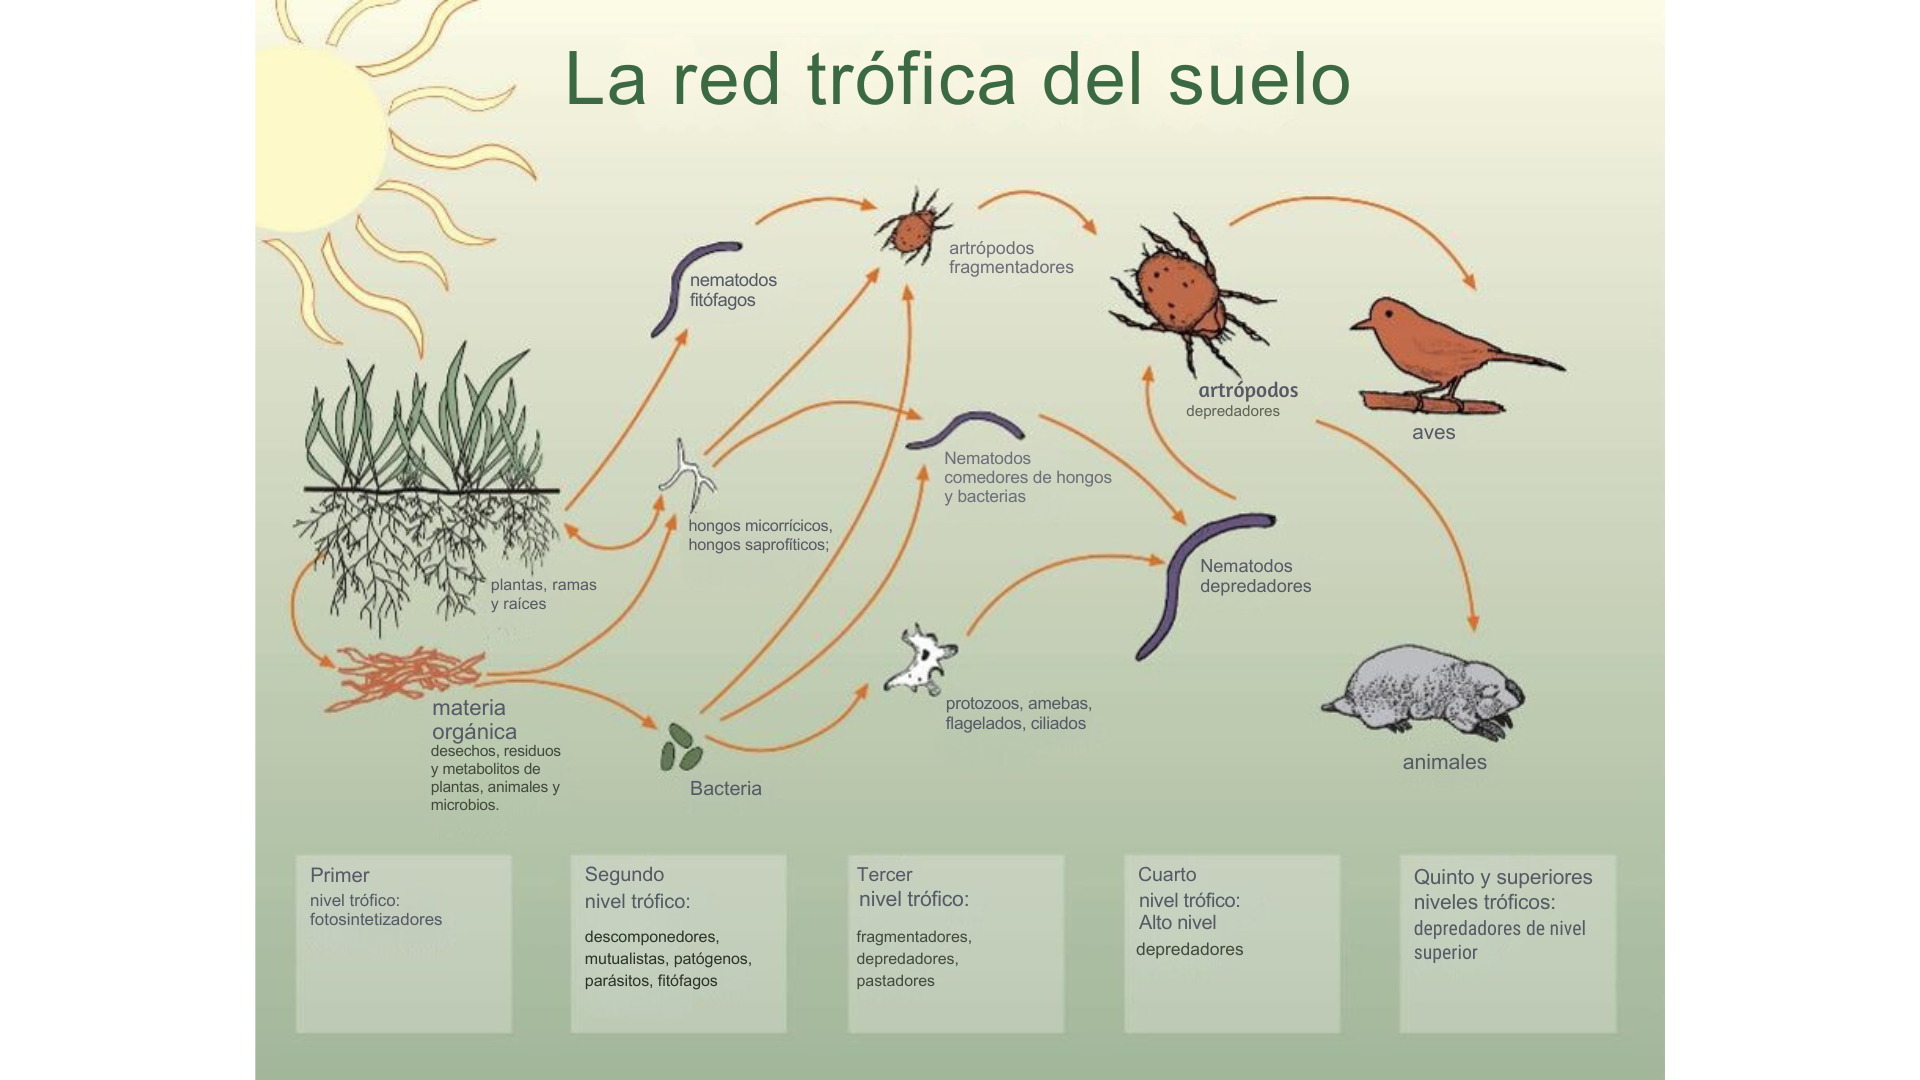 La red trófica del suelo
nematodos
fitófagos
artrópodos
fragmentadores
artrópodos
depredadores
aves
Nematodos
comedores de hongos
y bacterias
hongos micorrícicos,
hongos saprofíticos;
Nematodos
depredadores
plantas, ramas
y raíces
materia
orgánica
desechos, residuos
y metabolitos de
plantas, animales y
microbios.
protozoos, amebas,
flagelados, ciliados
Bacteria
animales
Primer
nivel trófico:
fotosintetizadores
Segundo
nivel trófico:
descomponedores,
mutualistas, patógenos,
parásitos, fitófagos
Tercer
nivel trófico:
fragmentadores,
depredadores,
pastadores
Cuarto
nivel trófico:
Alto nivel
depredadores
Quinto y superiores
niveles tróficos:
depredadores de nivel
superior